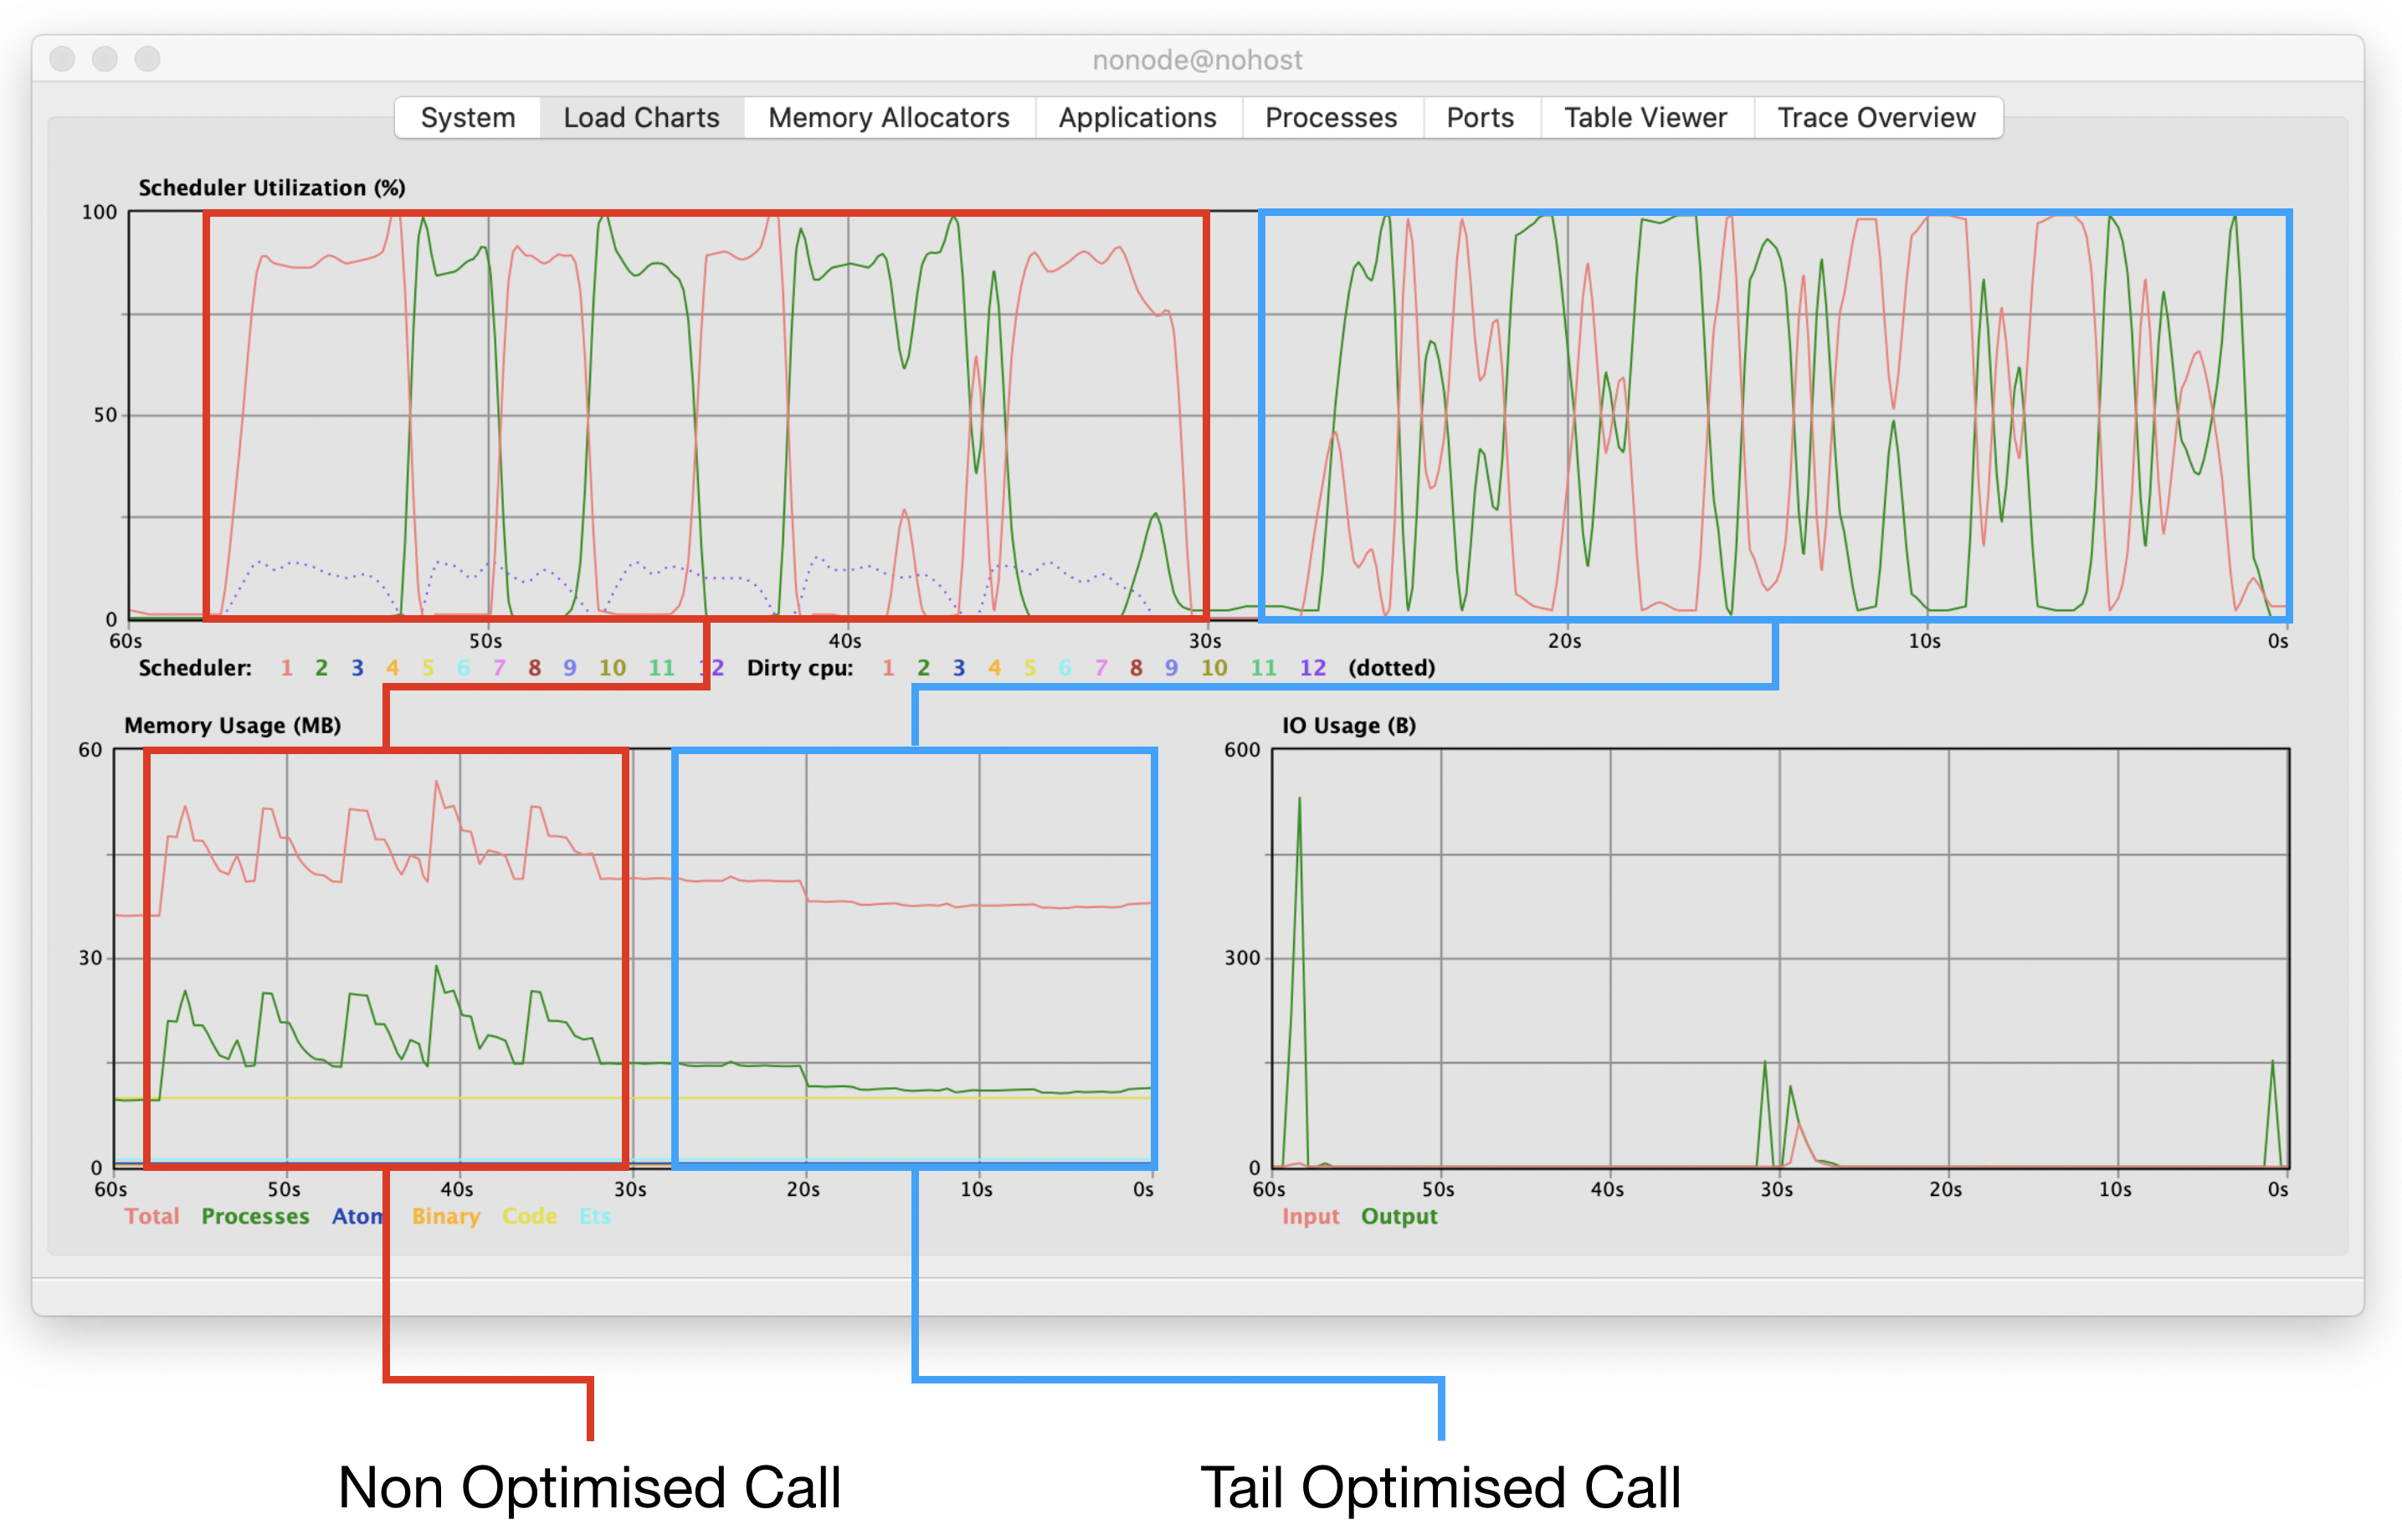 nonode@nohost
System Load Charts Memory Allocators Applications Processes Ports Table Viewer Trace Overview
Scheduler Utilization (%)
100
50
0
60s 50s 40s 30s 20s 10s 0s
Scheduler: 1 2 3 4 5 6 7 8 9 10 11 12 Dirty cpu: 1 2 3 4 5 6 7 8 9 10 11 12 (dotted)
Memory Usage (MB)
60
30
0
60s 50s 40s 30s 20s 10s 0s
Total Processes Atom Binary Code Ets
IO Usage (B)
600
300
0
60s 50s 40s 30s 20s 10s 0s
Input Output
Non Optimised Call
Tail Optimised Call